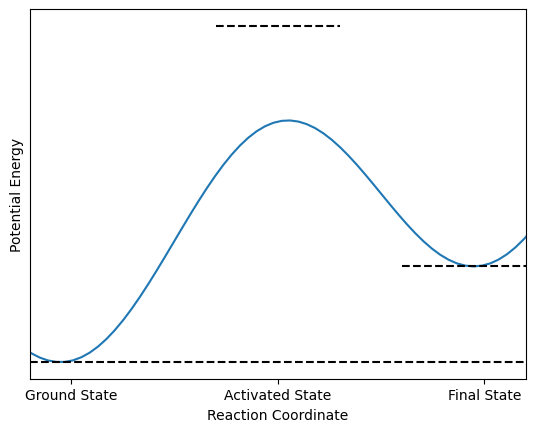 Potential Energy
Ground State
Activated State
Final State
Reaction Coordinate